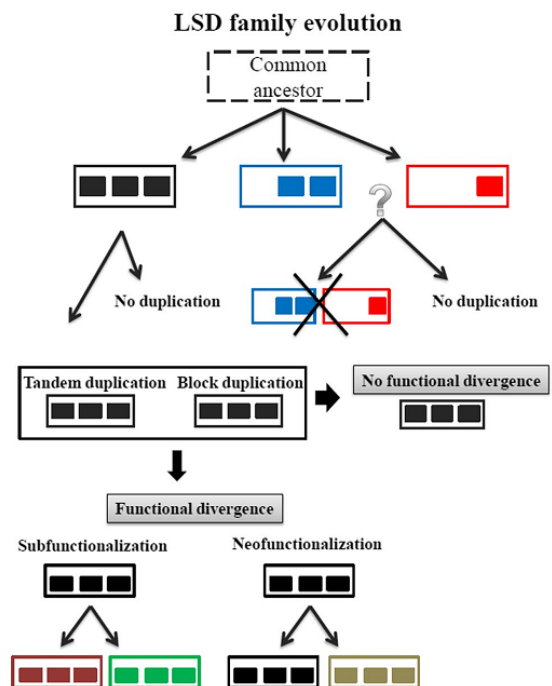 LSD family evolution
Common
ancestor
?
No duplication
No duplication
Tandem duplication
Block duplication
No functional divergence
Functional divergence
Subfunctionalization
Neofunctionalization